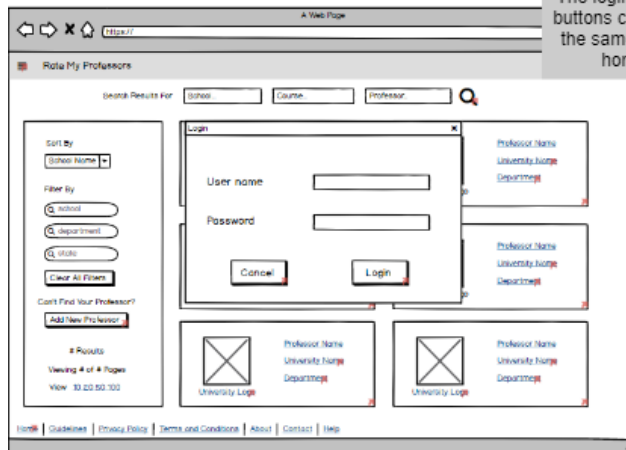 The login
buttons c
the sam
hor
A Web Page
https://
Rate My Professors
Search Results For School.. Course.. Professor..
Login x
User name
Password
Cancel Login
Sort By
School Name
Filter By
school
department
state
Clear All Filters
Can't Find Your Professor?
Add New Professor
# Results
Viewing # of # Pages
View 10,20,50,100
Professor Name
University Name
Department
Professor Name
University Name
Department
Professor Name
University Name
Department
University Logo
Professor Name
University Name
Department
University Logo
Home | Guidelines | Privacy Policy | Terms and Conditions | About | Contact | Help